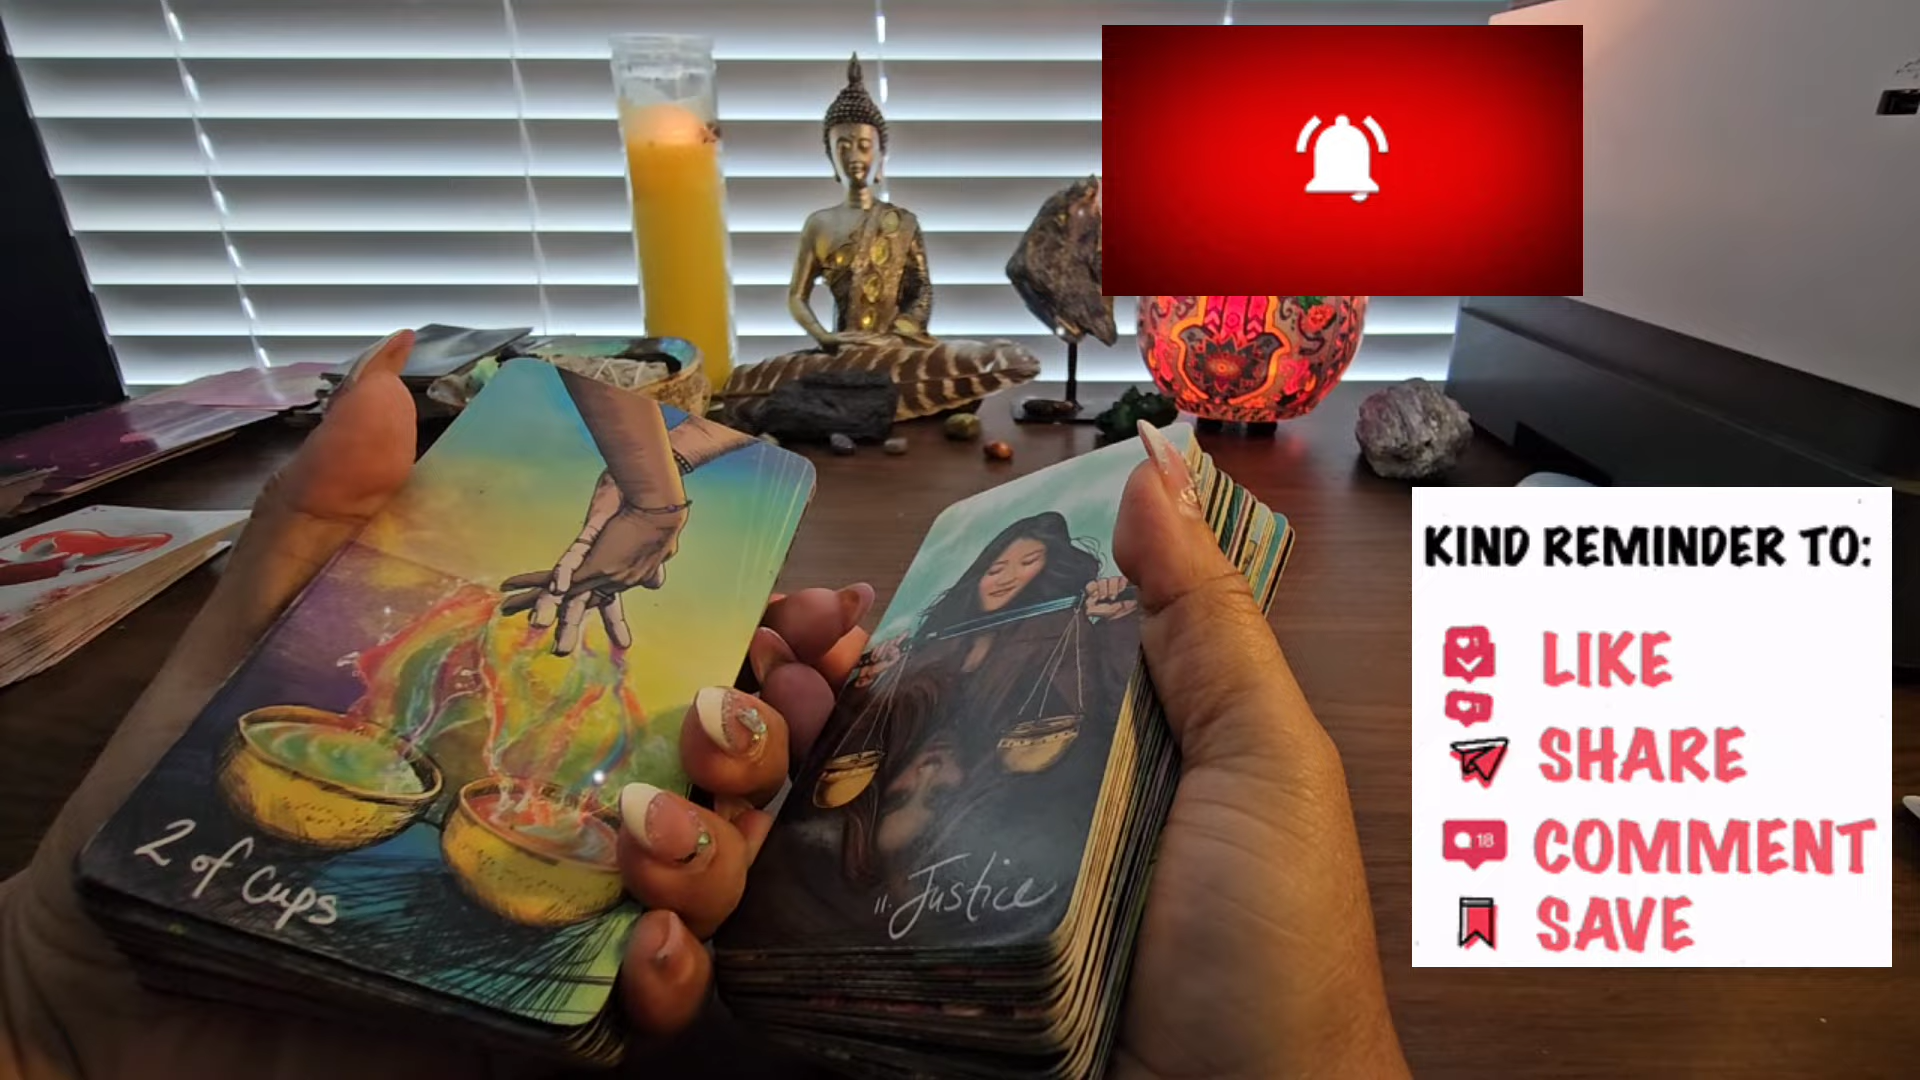 KIND REMINDER TO:
LIKE
SHARE
18 COMMENT
SAVE
2 of Cups
11. Justice